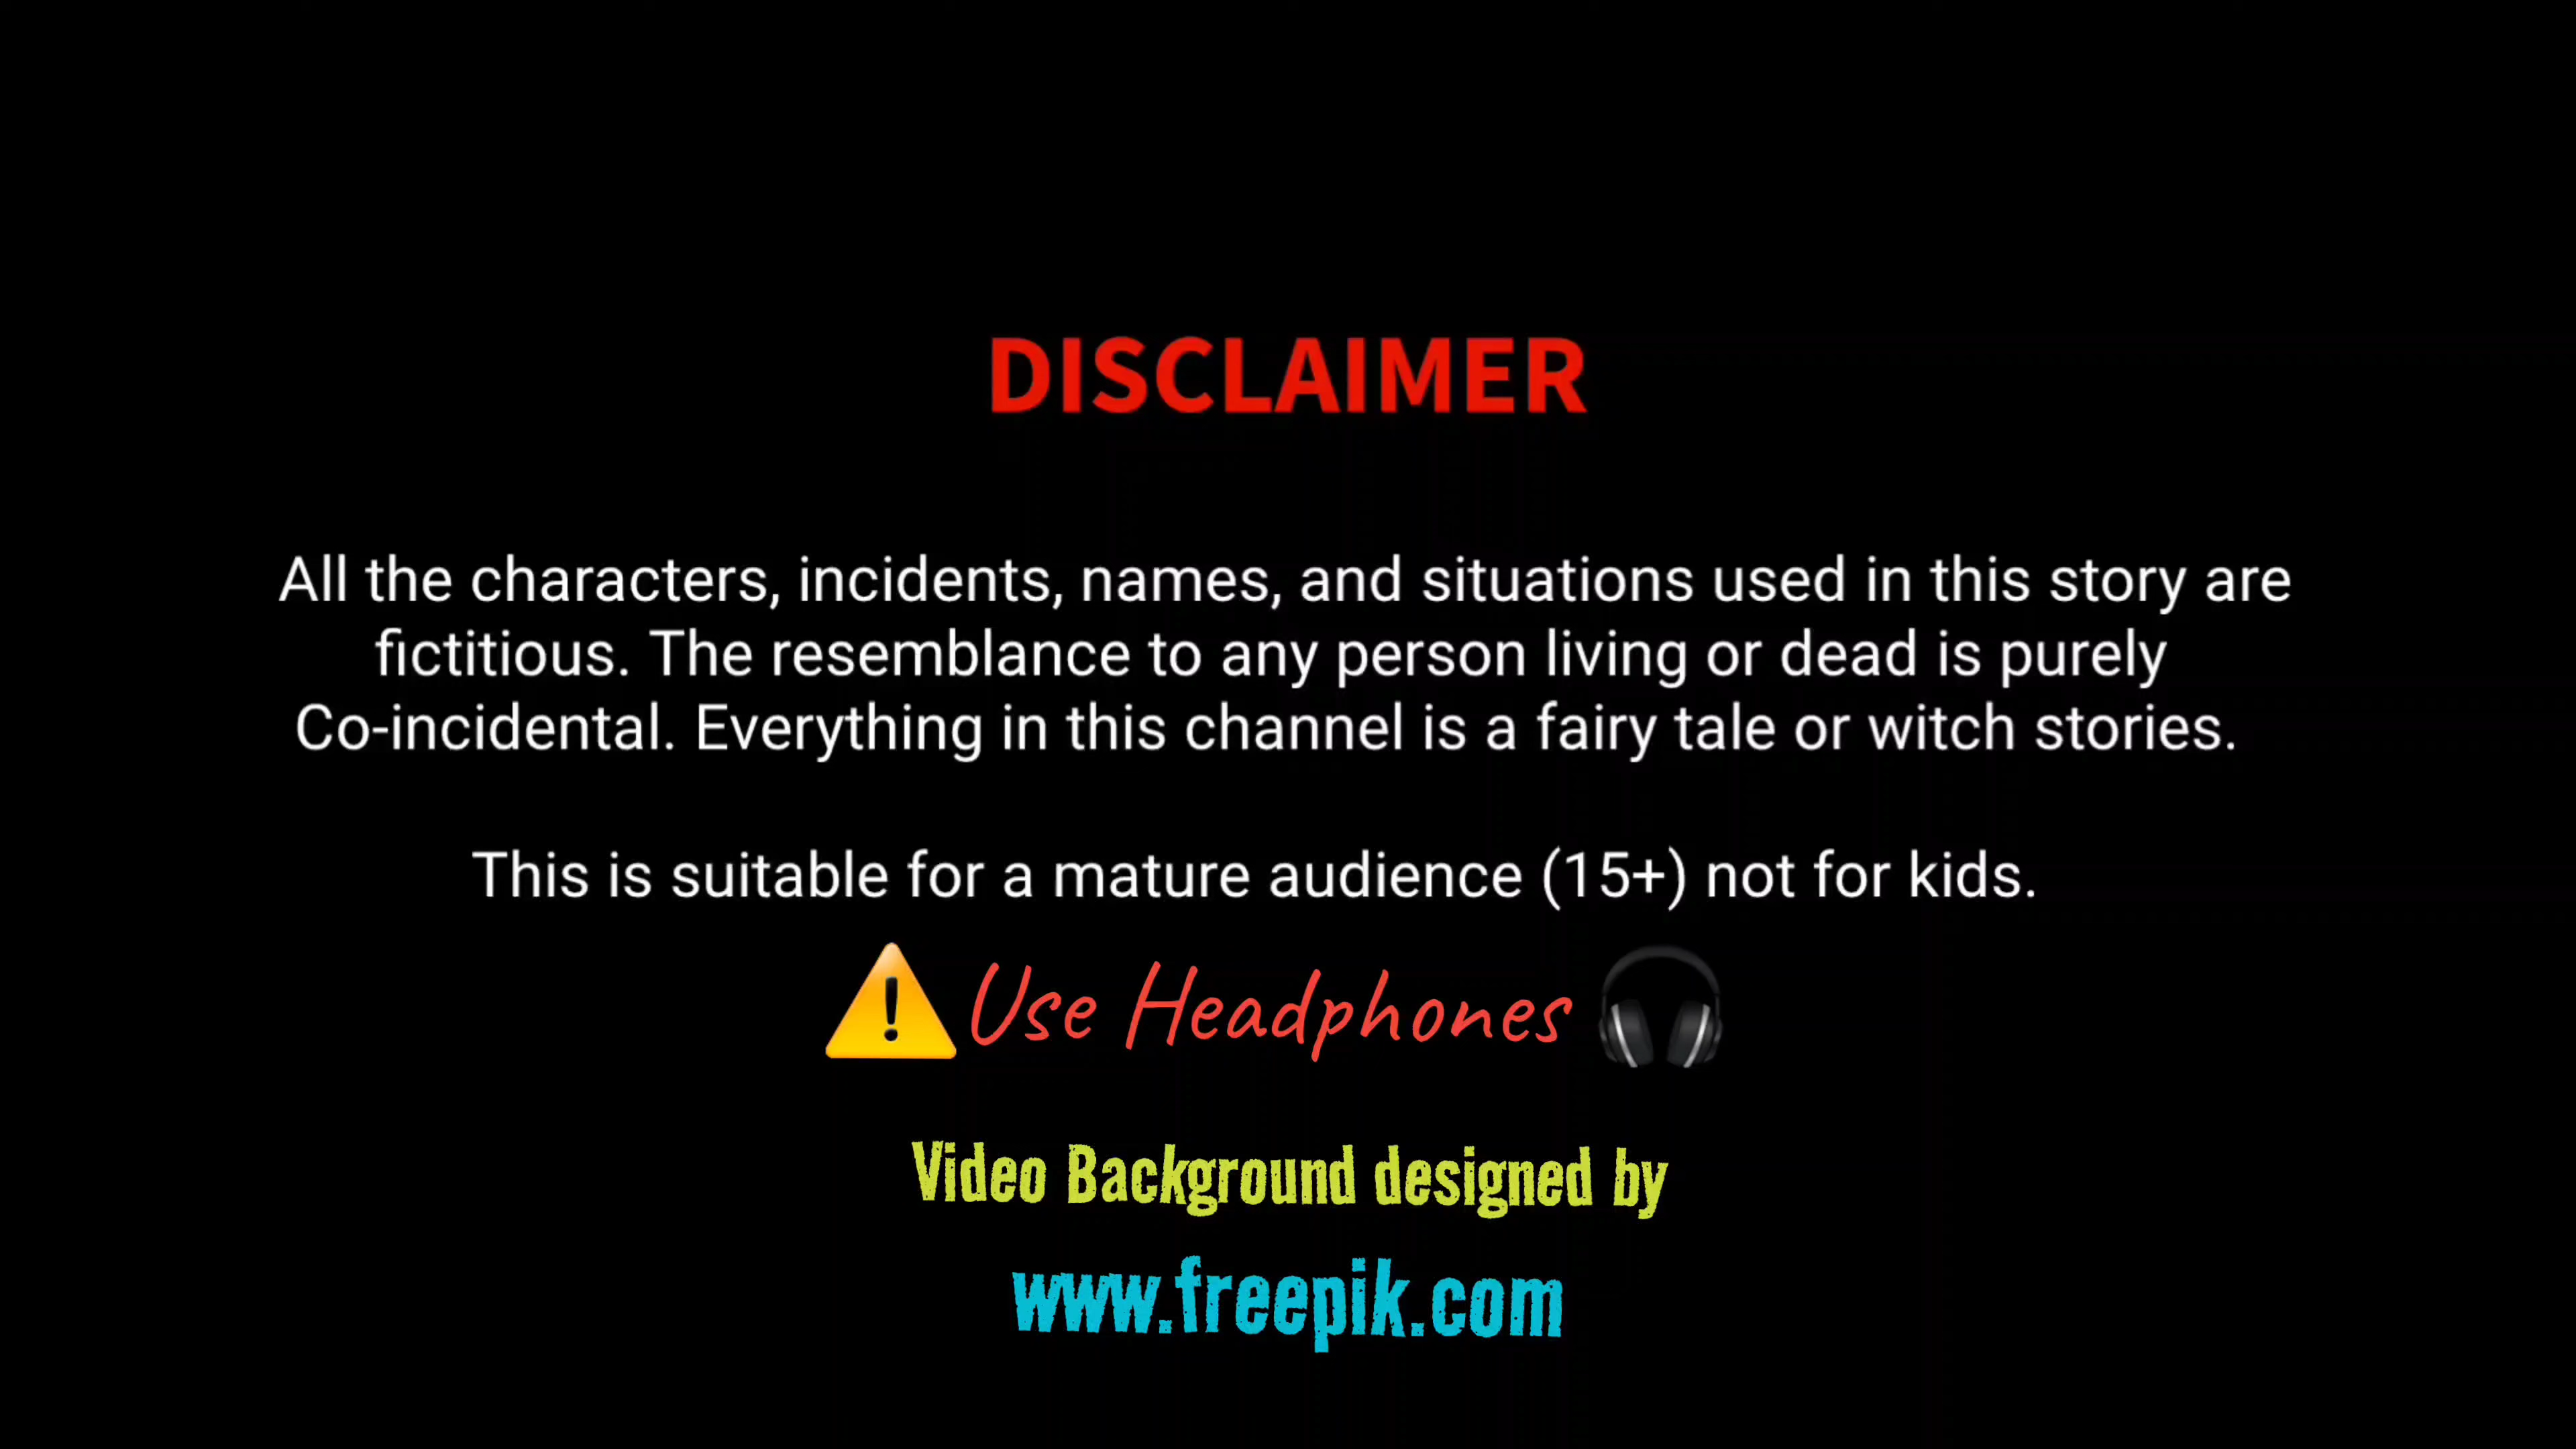 DISCLAIMER
All the characters, incidents, names, and situations used in this story are
fictitious. The resemblance to any person living or dead is purely
Co-incidental. Everything in this channel is a fairy tale or witch stories.
This is suitable for a mature audience (15+) not for kids.
⚠️Use Headphones 🎧
Video Background designed by
www.freepik.com